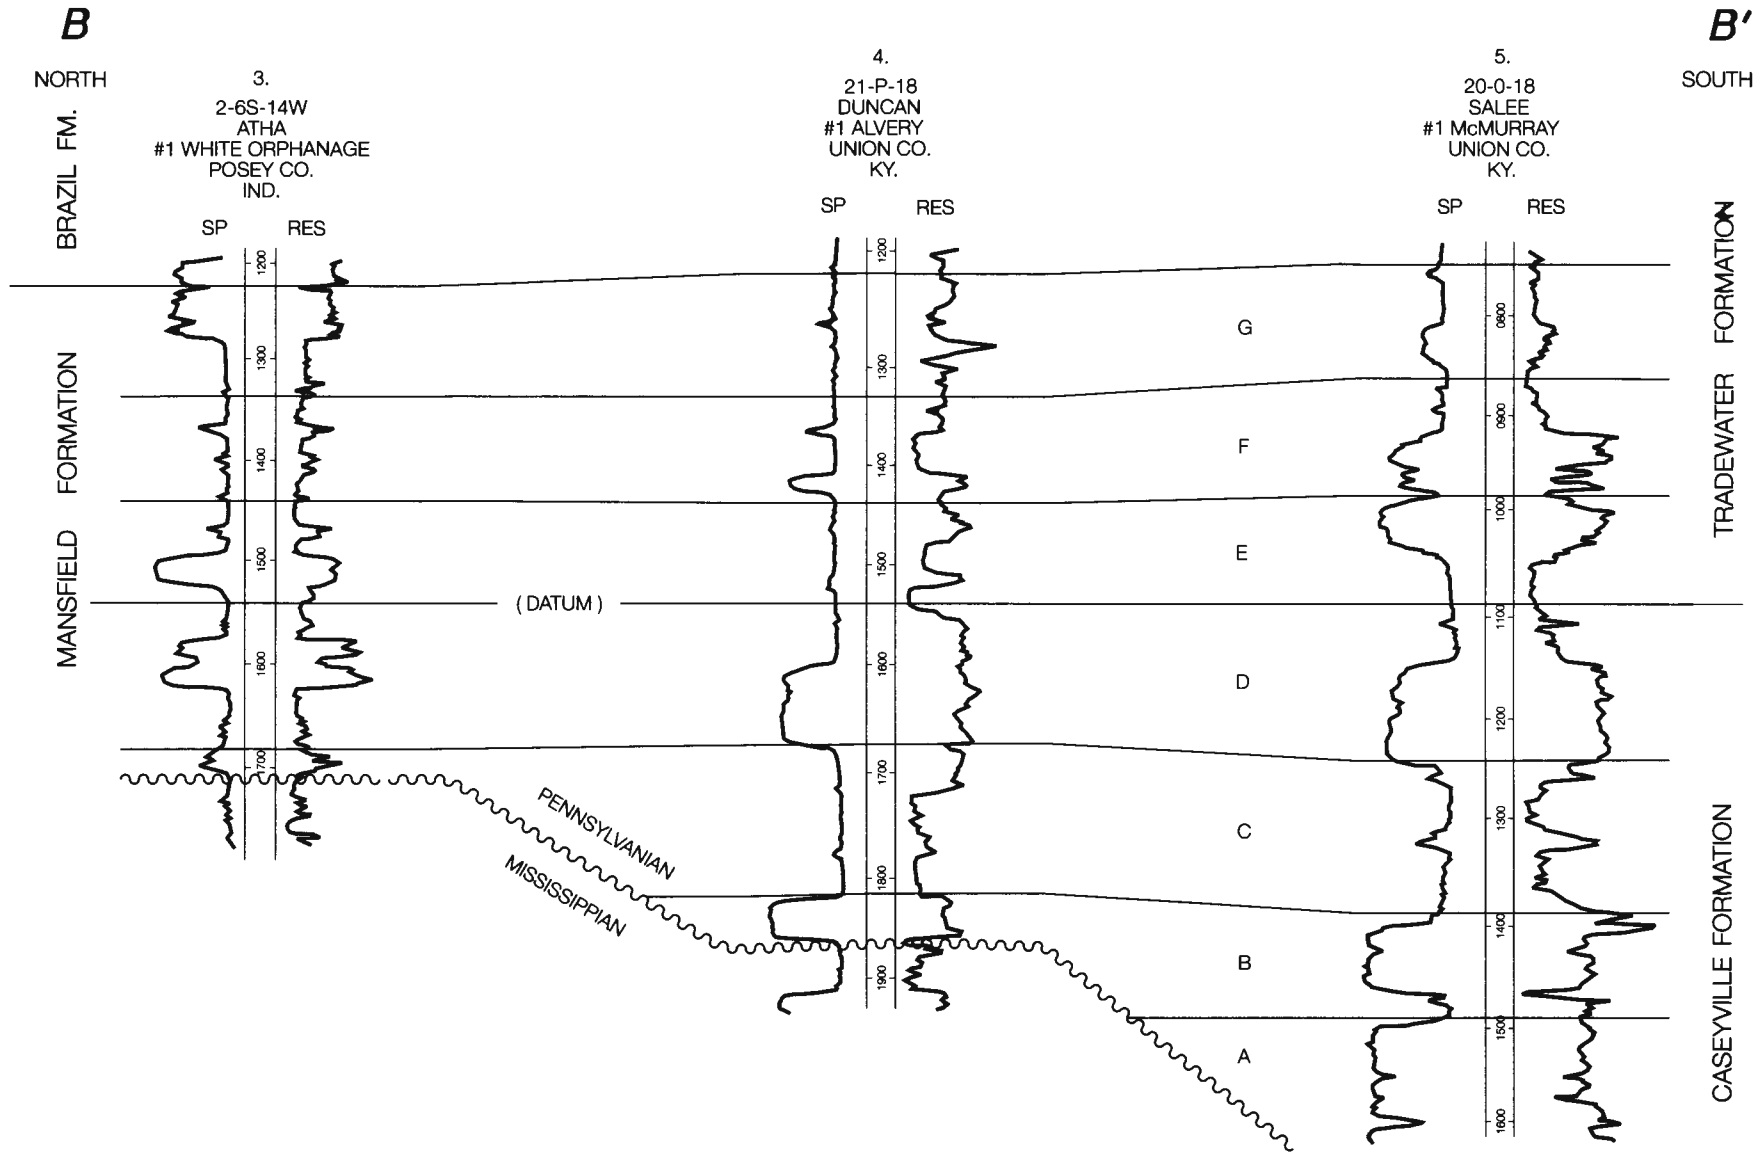 B
B'
NORTH
SOUTH
3.
2-6S-14W
ATHA
#1 WHITE ORPHANAGE
POSEY CO.
IND.
4.
21-P-18
DUNCAN
#1 ALVERY
UNION CO.
KY.
5.
20-0-18
SALEE
#1 McMURRAY
UNION CO.
KY.
SP RES
SP RES
SP RES
BRAZIL FM.
MANSFIELD FORMATION
TRADEWATER FORMATION
CASEYVILLE FORMATION
1200
1300
1400
1500
1600
1700
1200
1300
1400
1500
1600
1700
1800
1900
0800
0900
1000
1100
1200
1300
1400
1500
1600
G
F
E
(DATUM)
D
C
B
A
PENNSYLVANIAN
MISSISSIPPIAN